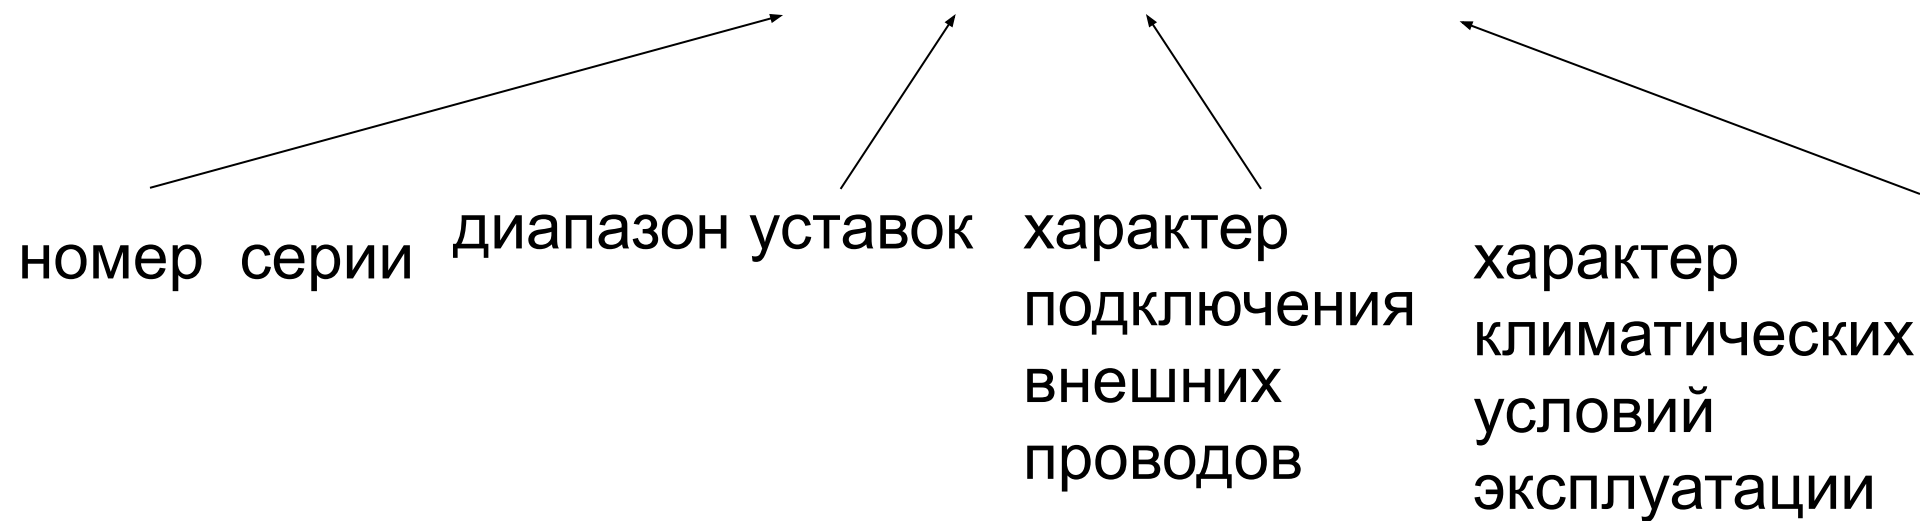 номер серии
диапазон уставок
характер
подключения
внешних
проводов
характер
климатических
условий
эксплуатации